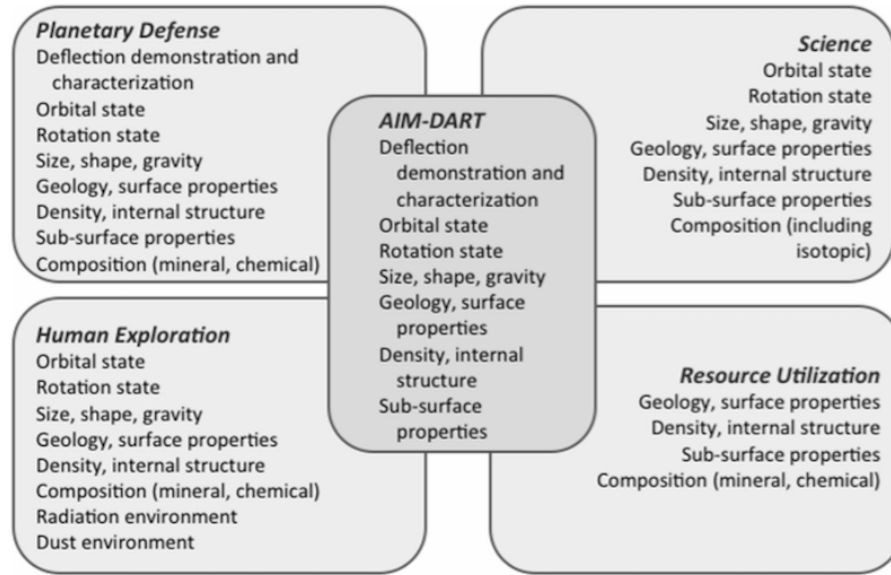 Planetary Defense
Deflection demonstration and
characterization
Orbital state
Rotation state
Size, shape, gravity
Geology, surface properties
Density, internal structure
Sub-surface properties
Composition (mineral, chemical)
Science
Orbital state
Rotation state
Size, shape, gravity
Geology, surface properties
Density, internal structure
Sub-surface properties
Composition (including
isotopic)
AIM-DART
Deflection
demonstration and
characterization
Orbital state
Rotation state
Size, shape, gravity
Geology, surface
properties
Density, internal
structure
Sub-surface
properties
Human Exploration
Orbital state
Rotation state
Size, shape, gravity
Geology, surface properties
Density, internal structure
Composition (mineral, chemical)
Radiation environment
Dust environment
Resource Utilization
Geology, surface properties
Density, internal structure
Sub-surface properties
Composition (mineral, chemical)